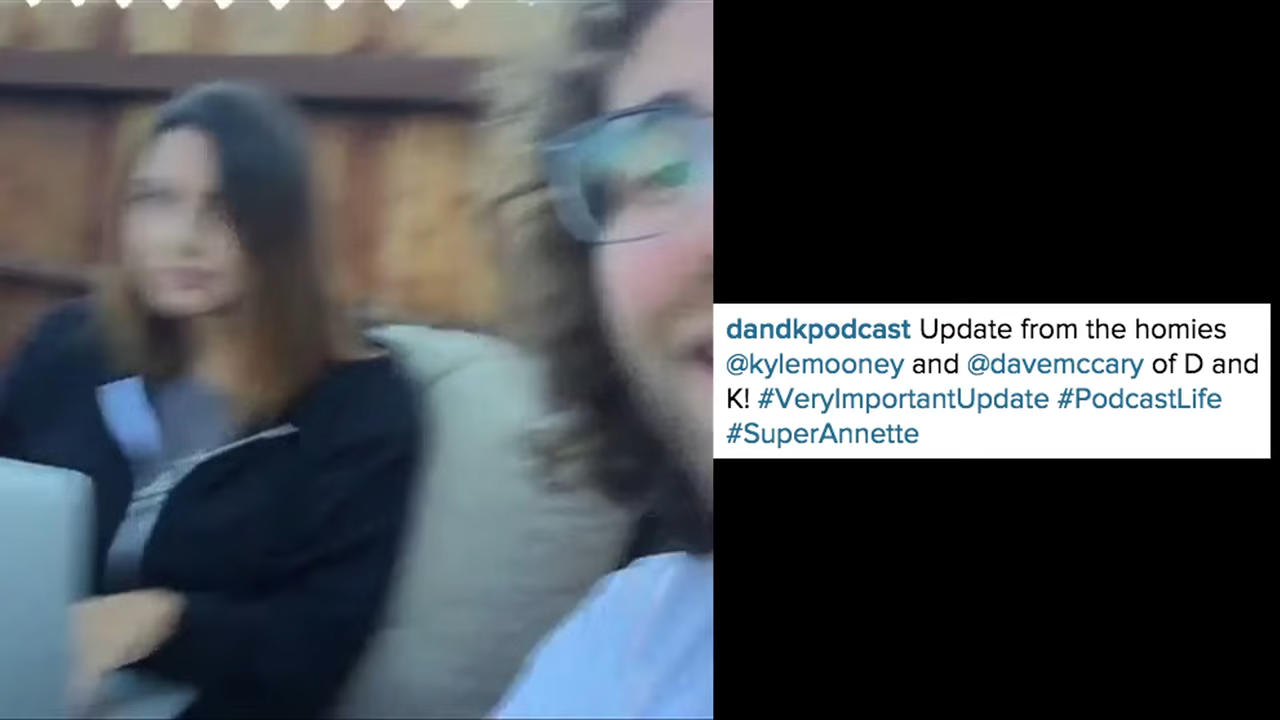 dandkpodcast Update from the homies
@kylemooney and @davemccary of D and
K! #VeryImportantUpdate #PodcastLife
#SuperAnnette